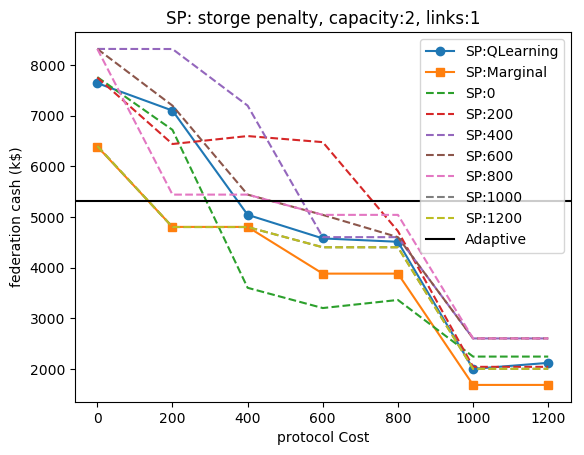 SP: storge penalty, capacity:2, links:1
federation cash (k$)
8000
7000
6000
5000
4000
3000
2000
0
200
400
600
800
1000
1200
protocol Cost
SP:QLearning
SP:Marginal
SP:0
SP:200
SP:400
SP:600
SP:800
SP:1000
SP:1200
Adaptive